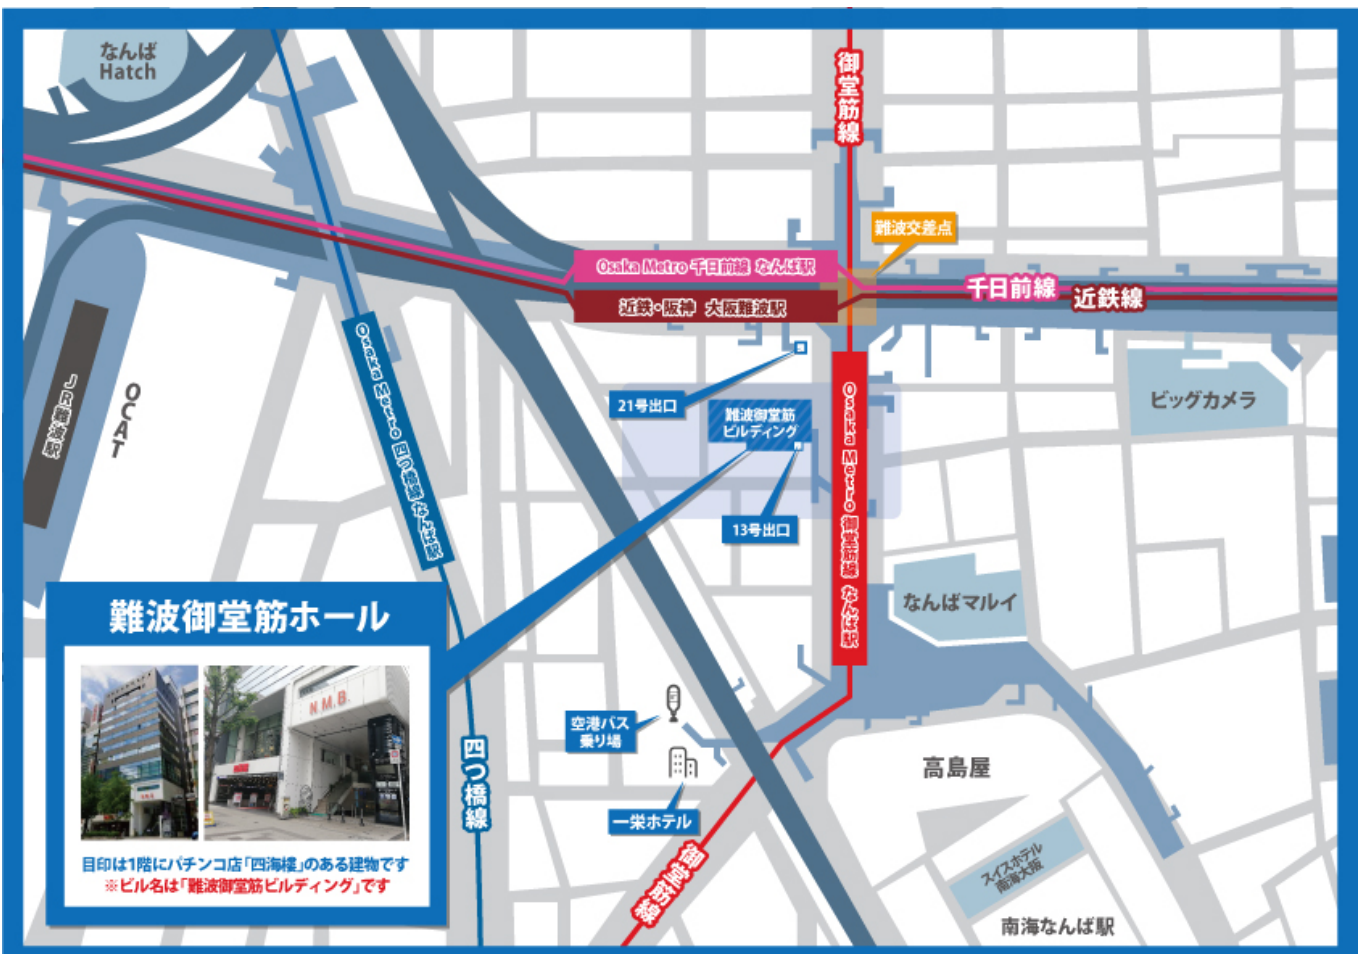 なんば
Hatch
御堂筋線
難波交差点
Osaka Metro 千日前線 なんば駅
近鉄・阪神 大阪難波駅
千日前線
近鉄線
Osaka Metro 四つ橋線 なんば駅
JR難波駅
OCAT
21号出口
難波御堂筋
ビルディング
13号出口
Osaka Metro 御堂筋線 なんば駅
ビッグカメラ
なんばマルイ
難波御堂筋ホール
N.M.B.
目印は1階にパチンコ店「四海樓」のある建物です
※ビル名は「難波御堂筋ビルディング」です
四つ橋線
空港バス
乗り場
一栄ホテル
御堂筋線
高島屋
スイスホテル
南海大阪
南海なんば駅